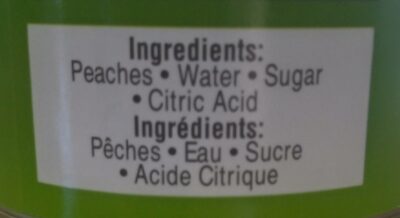 Ingredients:
Peaches • Water • Sugar
• Citric Acid
Ingrédients:
Pêches • Eau • Sucre
• Acide Citrique